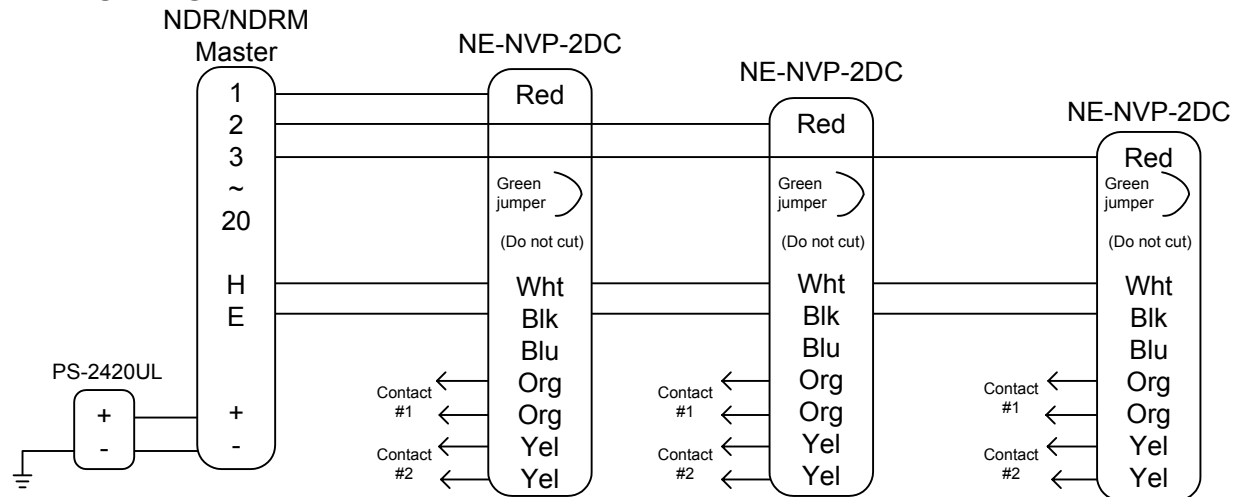 NDR/NDRM
Master
1
2
3
~
20
H
E
+
-
PS-2420UL
+
-
NE-NVP-2DC
Red
Green
jumper
(Do not cut)
Wht
Blk
Blu
Org
Org
Yel
Yel
Contact
#1
Contact
#2
NE-NVP-2DC
Red
Green
jumper
(Do not cut)
Wht
Blk
Blu
Org
Org
Yel
Yel
Contact
#1
Contact
#2
NE-NVP-2DC
Red
Green
jumper
(Do not cut)
Wht
Blk
Blu
Org
Org
Yel
Yel
Contact
#1
Contact
#2